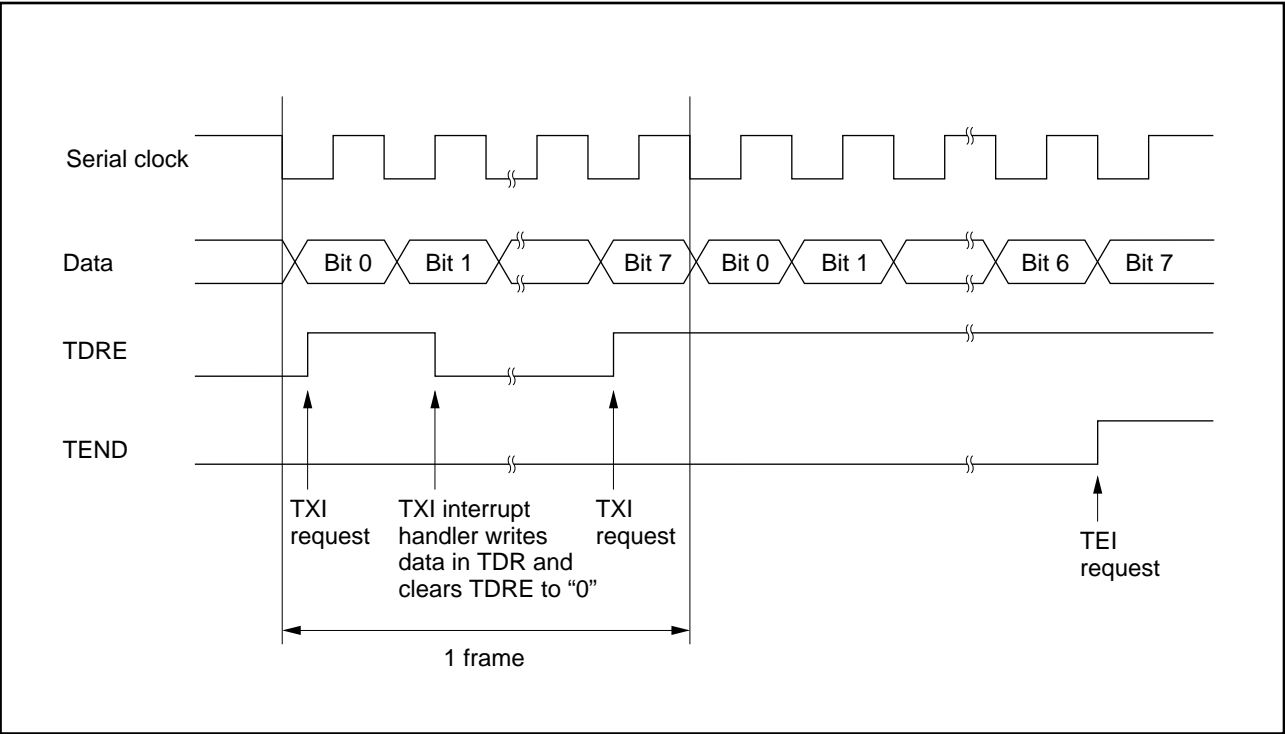 Serial clock
Data
Bit 0
Bit 1
Bit 7
Bit 0
Bit 1
Bit 6
Bit 7
TDRE
TEND
TXI
request
TXI interrupt
handler writes
data in TDR and
clears TDRE to “0”
TXI
request
TEI
request
1 frame